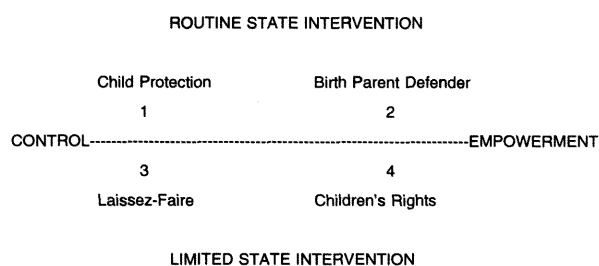 ROUTINE STATE INTERVENTION
Child Protection Birth Parent Defender
1 2
CONTROL--------------------------------------------------------------------------EMPOWERMENT
3 4
Laissez-Faire Children's Rights
LIMITED STATE INTERVENTION